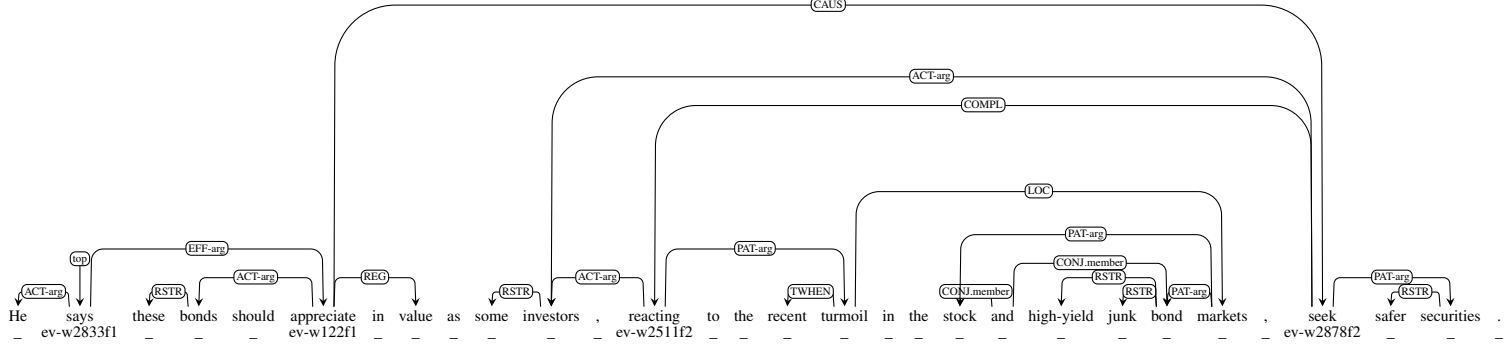 CAUS
ACT-arg
COMPL
LOC
PAT-arg
EFF-arg PAT-arg
top CONJ.member
ACT-arg REG ACT-arg RSTR PAT-arg
ACT-arg RSTR RSTR TWHEN CONJ.member RSTR PAT-arg RSTR
He says these bonds should appreciate in value as some investors , reacting to the recent turmoil in the stock and high-yield junk bond markets , seek safer securities .
_ ev-w2833f1 _ _ _ ev-w122f1 _ _ _ _ _ _ ev-w2511f2 _ _ _ _ _ _ _ _ _ _ _ _ _ ev-w2878f2 _ _ _